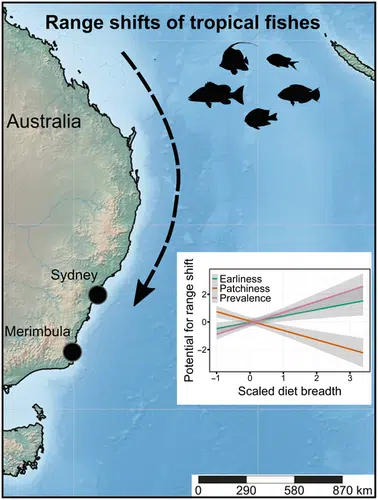 Range shifts of tropical fishes
Australia
Sydney
Merimbula
Potential for range shift
Earliness
Patchiness
Prevalence
2
0
−2
−1
0
1
2
3
Scaled diet breadth
0
290
580
870 km